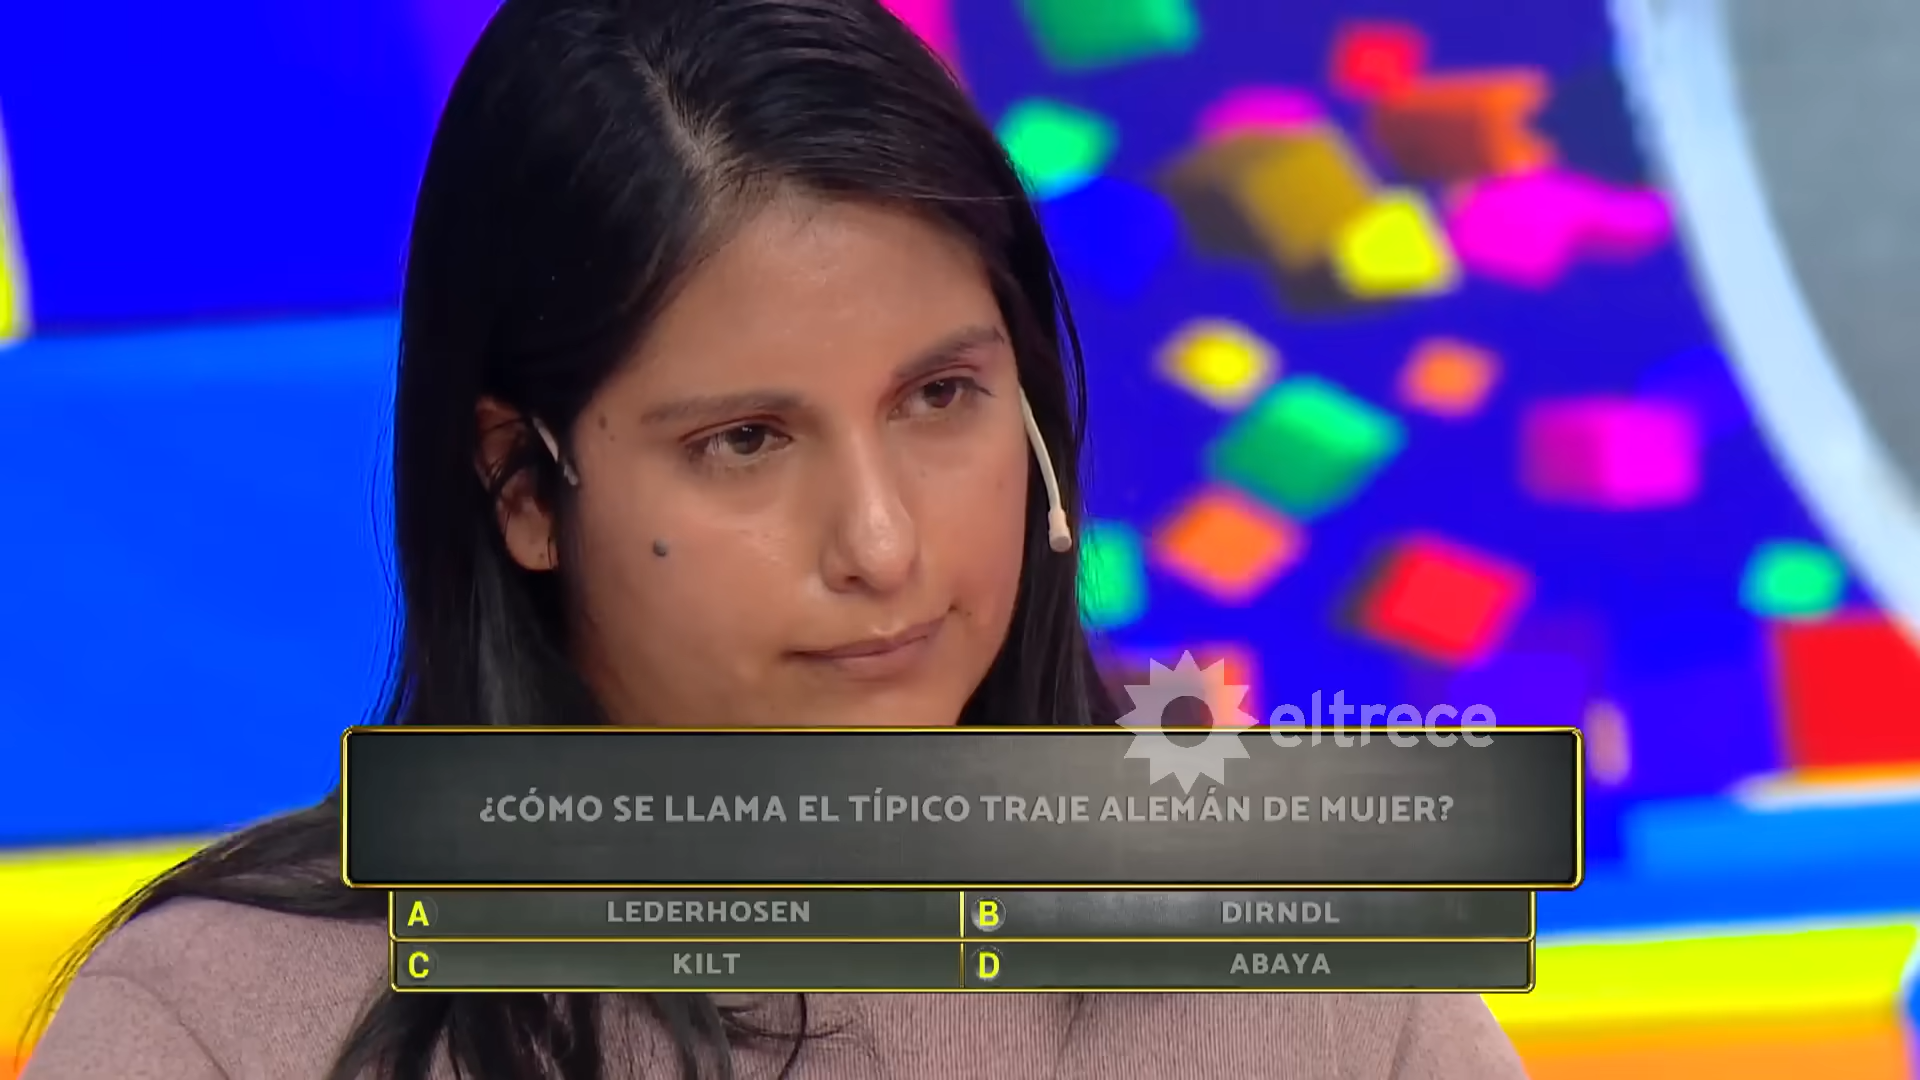 eltrece
¿CÓMO SE LLAMA EL TÍPICO TRAJE ALEMÁN DE MUJER?
A LEDERHOSEN
B DIRNDL
C KILT
D ABAYA